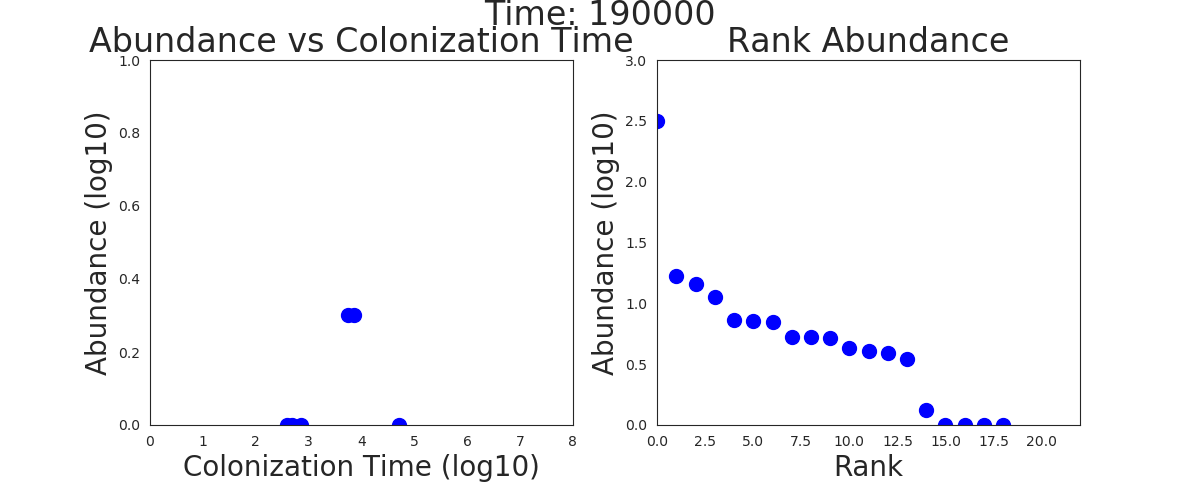 Time: 190000
Abundance vs Colonization Time
Abundance (log10)
1.0
0.8
0.6
0.4
0.2
0.0
0 1 2 3 4 5 6 7 8
Colonization Time (log10)
Rank Abundance
Abundance (log10)
3.0
2.5
2.0
1.5
1.0
0.5
0.0
0.0 2.5 5.0 7.5 10.0 12.5 15.0 17.5 20.0
Rank